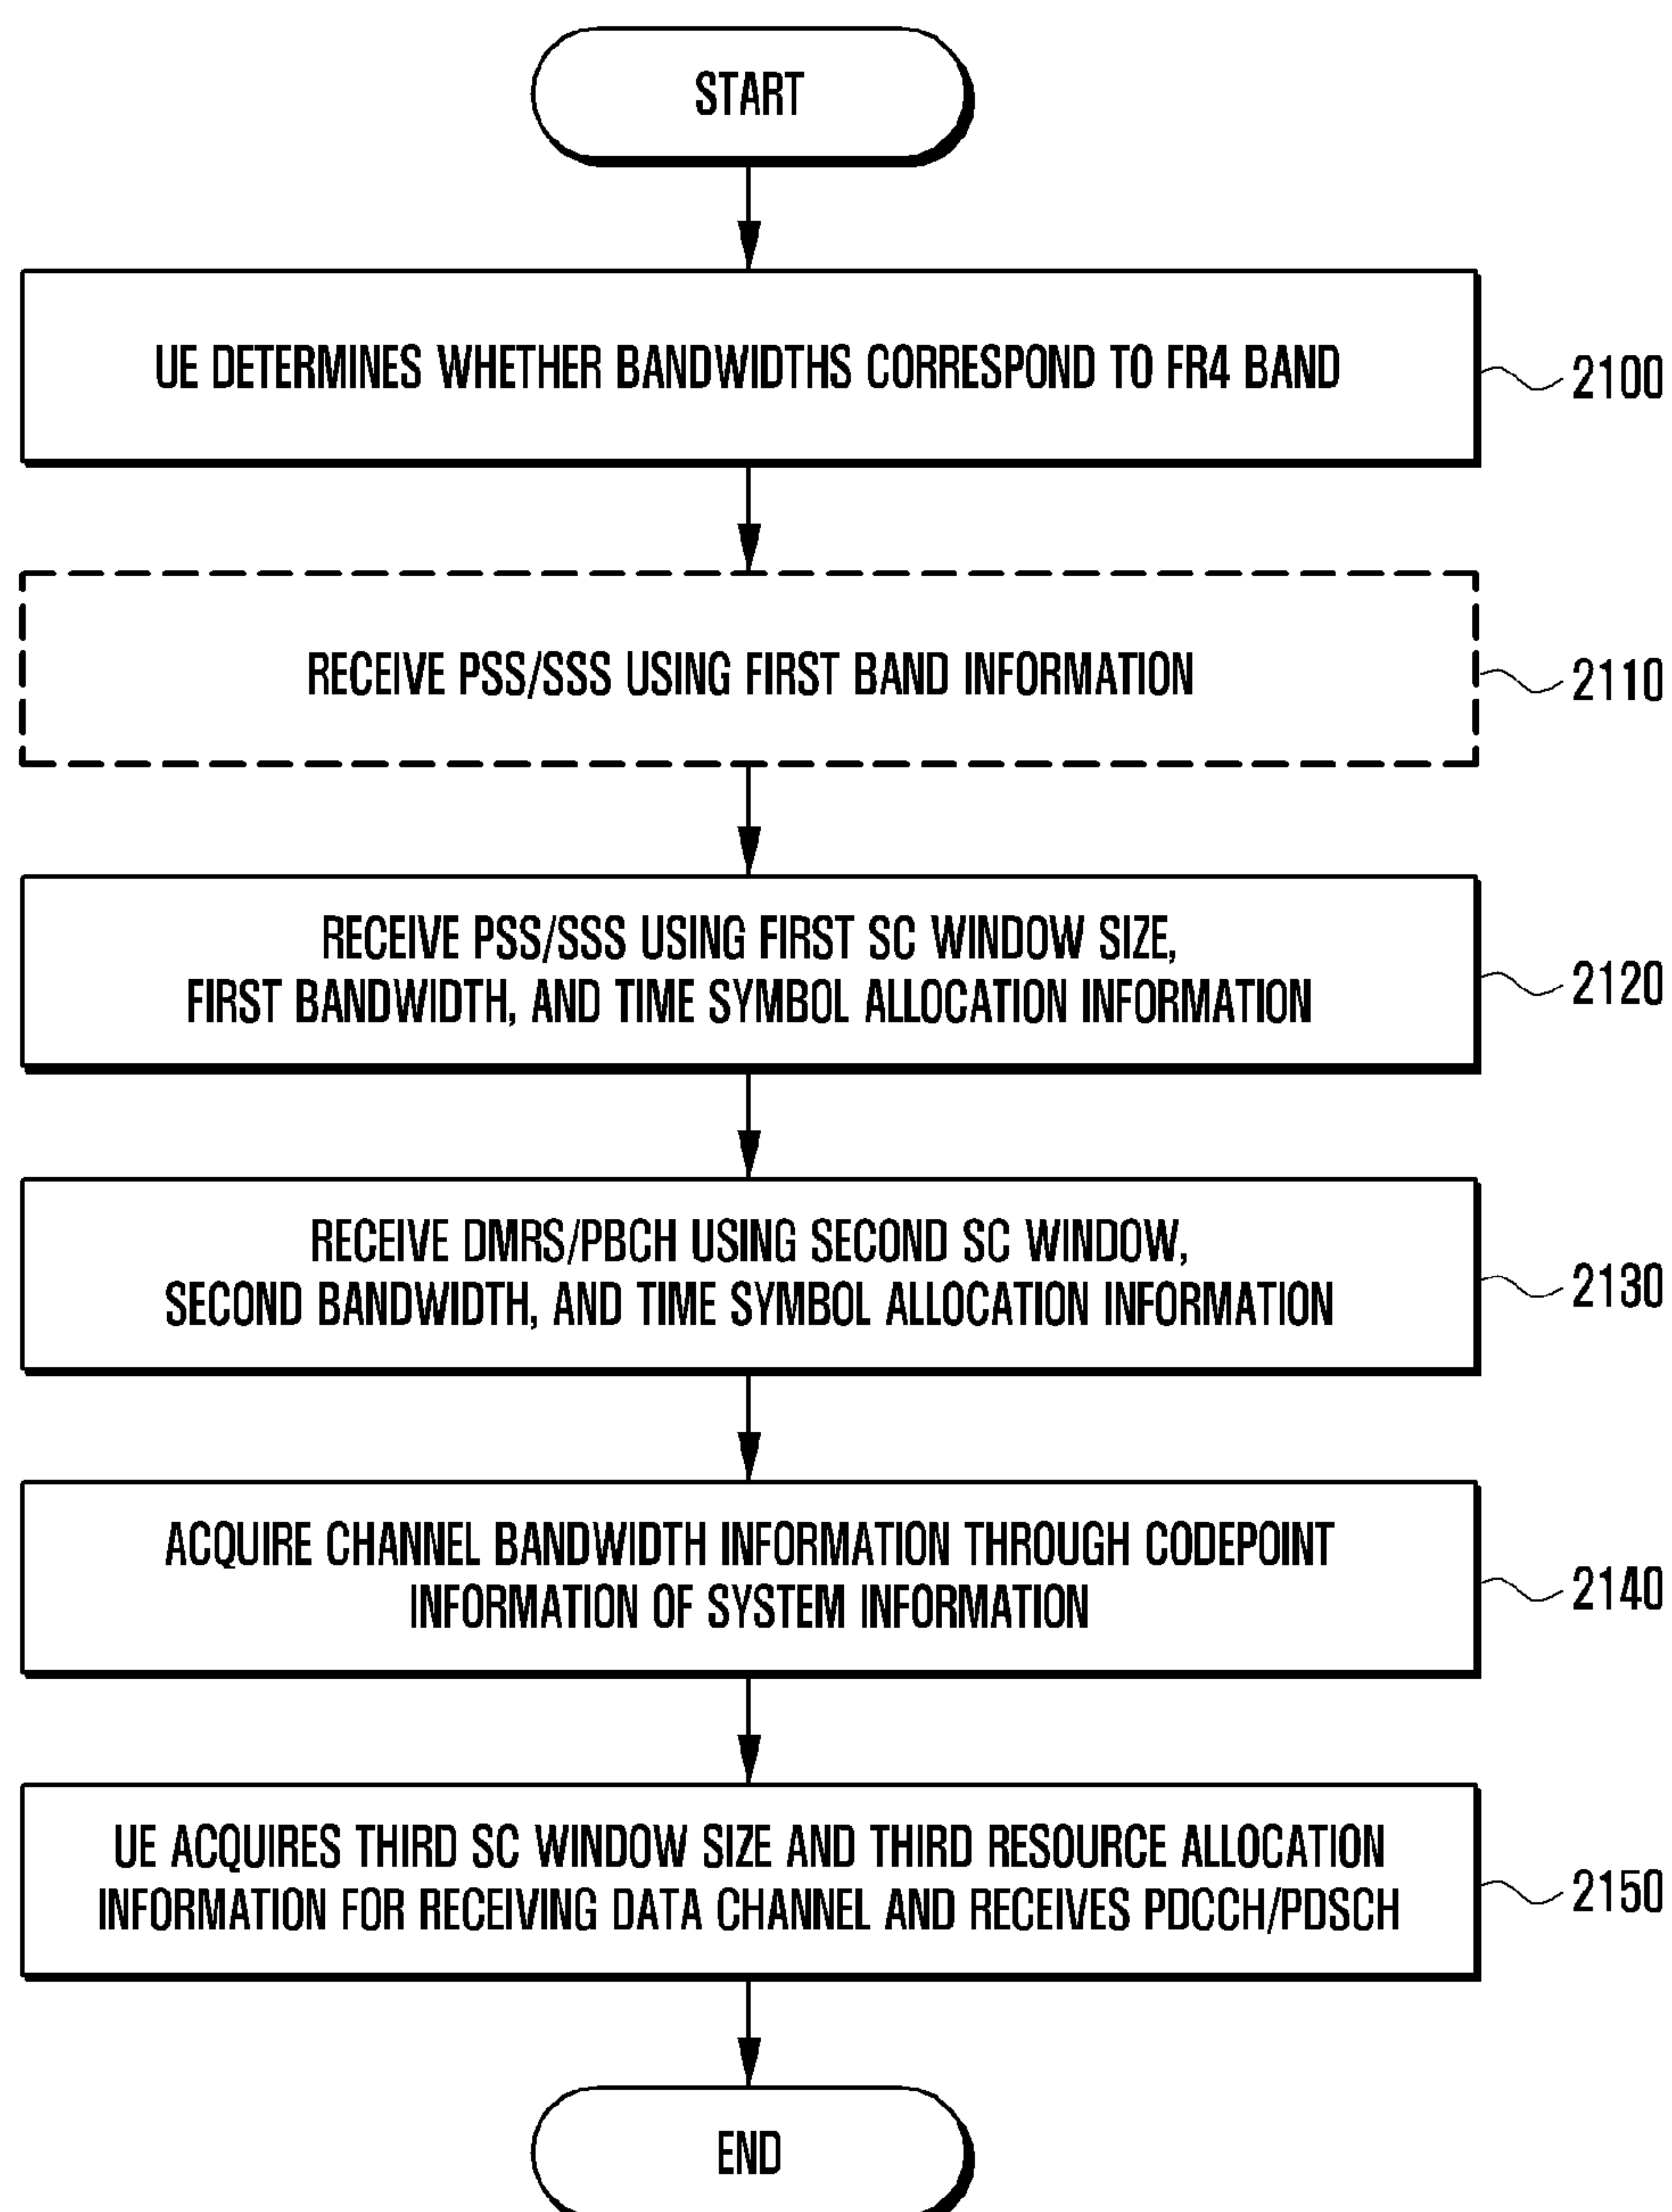 START
UE DETERMINES WHETHER BANDWIDTHS CORRESPOND TO FR4 BAND
2100
RECEIVE PSS/SSS USING FIRST BAND INFORMATION
2110
RECEIVE PSS/SSS USING FIRST SC WINDOW SIZE,
FIRST BANDWIDTH, AND TIME SYMBOL ALLOCATION INFORMATION
2120
RECEIVE DMRS/PBCH USING SECOND SC WINDOW,
SECOND BANDWIDTH, AND TIME SYMBOL ALLOCATION INFORMATION
2130
ACQUIRE CHANNEL BANDWIDTH INFORMATION THROUGH CODEPOINT
INFORMATION OF SYSTEM INFORMATION
2140
UE ACQUIRES THIRD SC WINDOW SIZE AND THIRD RESOURCE ALLOCATION
INFORMATION FOR RECEIVING DATA CHANNEL AND RECEIVES PDCCH/PDSCH
2150
END